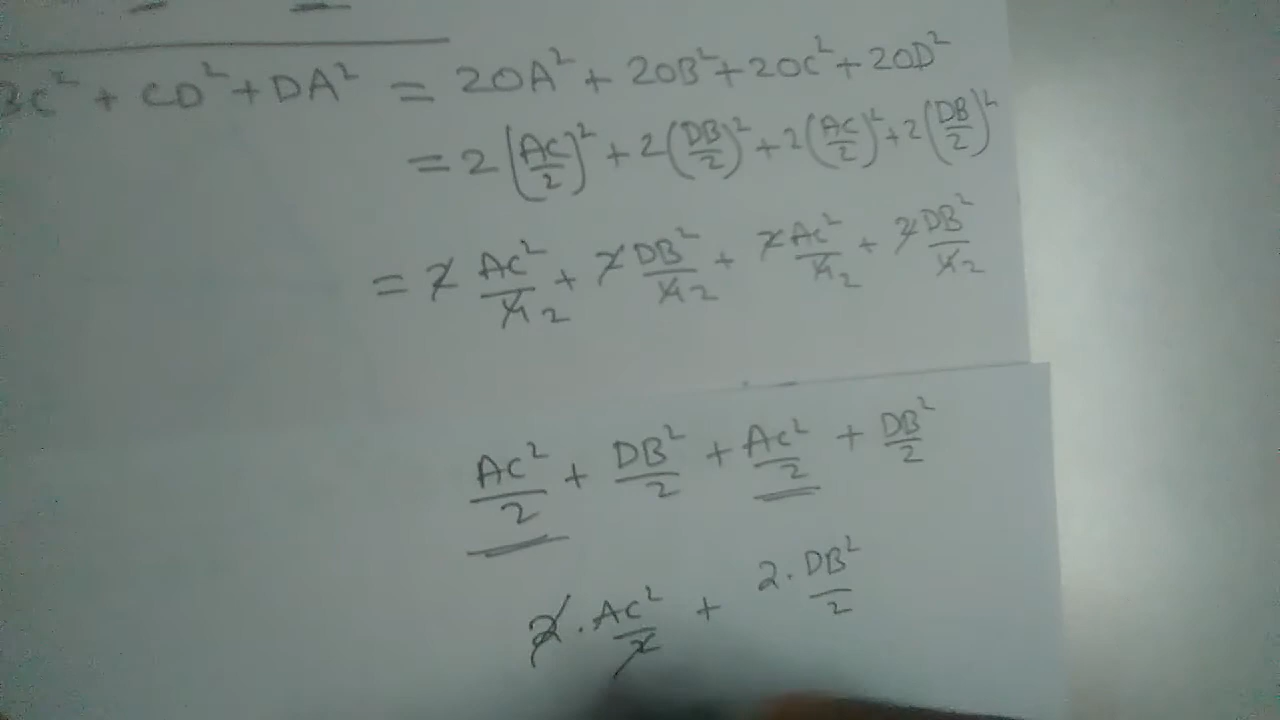 BC² + CD² + DA² = 2OA² + 2OB² + 2OC² + 2OD²
= 2(AC/2)² + 2(DB/2)² + 2(AC/2)² + 2(DB/2)²
= 2 AC²/4 2 + 2 DB²/4 2 + 2 AC²/4 2 + 2 DB²/4 2
AC²/2 + DB²/2 + AC²/2 + DB²/2
2 . AC²/2 + 2 . DB²/2